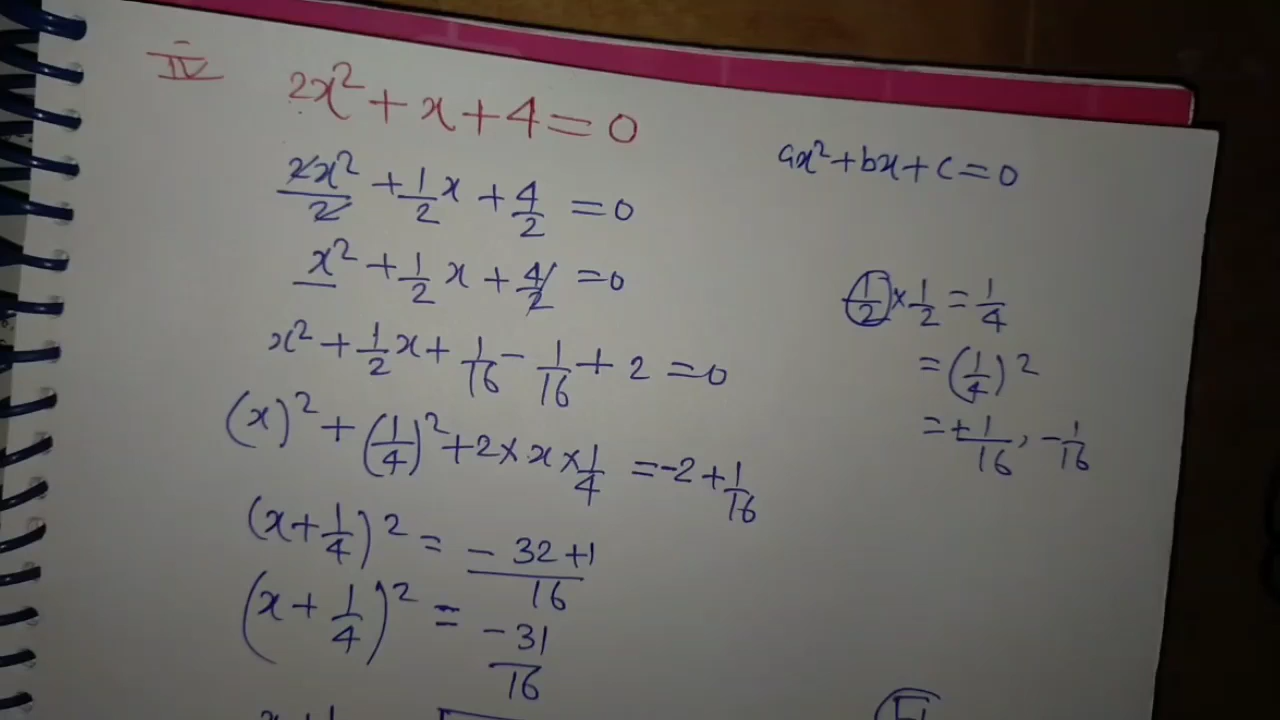 IV
2x² + x + 4 = 0
ax² + bx + c = 0
2x²/2 + 1/2 x + 4/2 = 0
x² + 1/2 x + 4/2 = 0
1/2 × 1/2 = 1/4
x² + 1/2 x + 1/16 - 1/16 + 2 = 0
= (1/4)²
(x)² + (1/4)² + 2 × x × 1/4 = -2 + 1/16
= +1/16, -1/16
(x + 1/4)² = - 32 + 1/16
(x + 1/4)² = -31/16